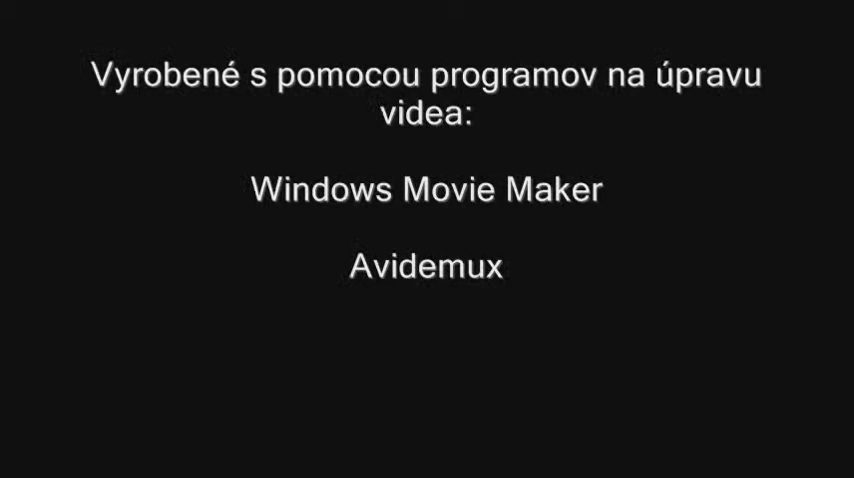 Vyrobené s pomocou programov na úpravu
videa:
Windows Movie Maker
Avidemux